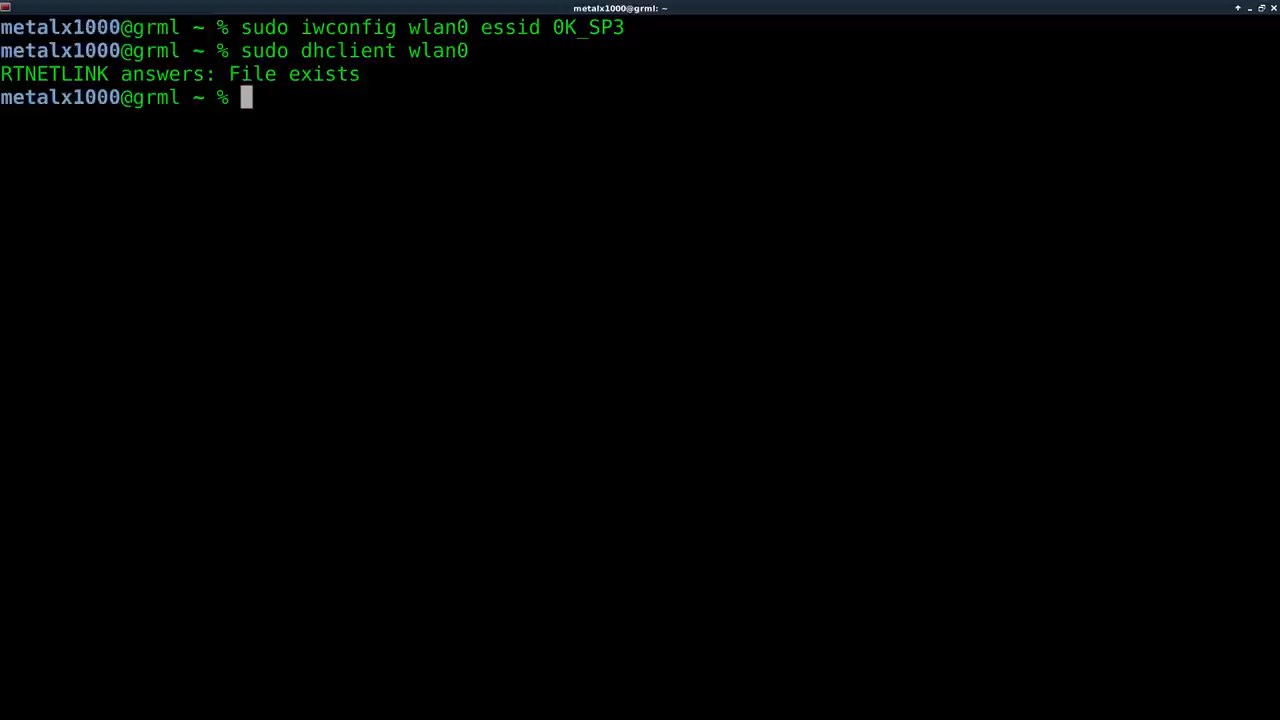 metalx1000@grml: ~
metalx1000@grml ~ % sudo iwconfig wlan0 essid 0K_SP3
metalx1000@grml ~ % sudo dhclient wlan0
RTNETLINK answers: File exists
metalx1000@grml ~ %